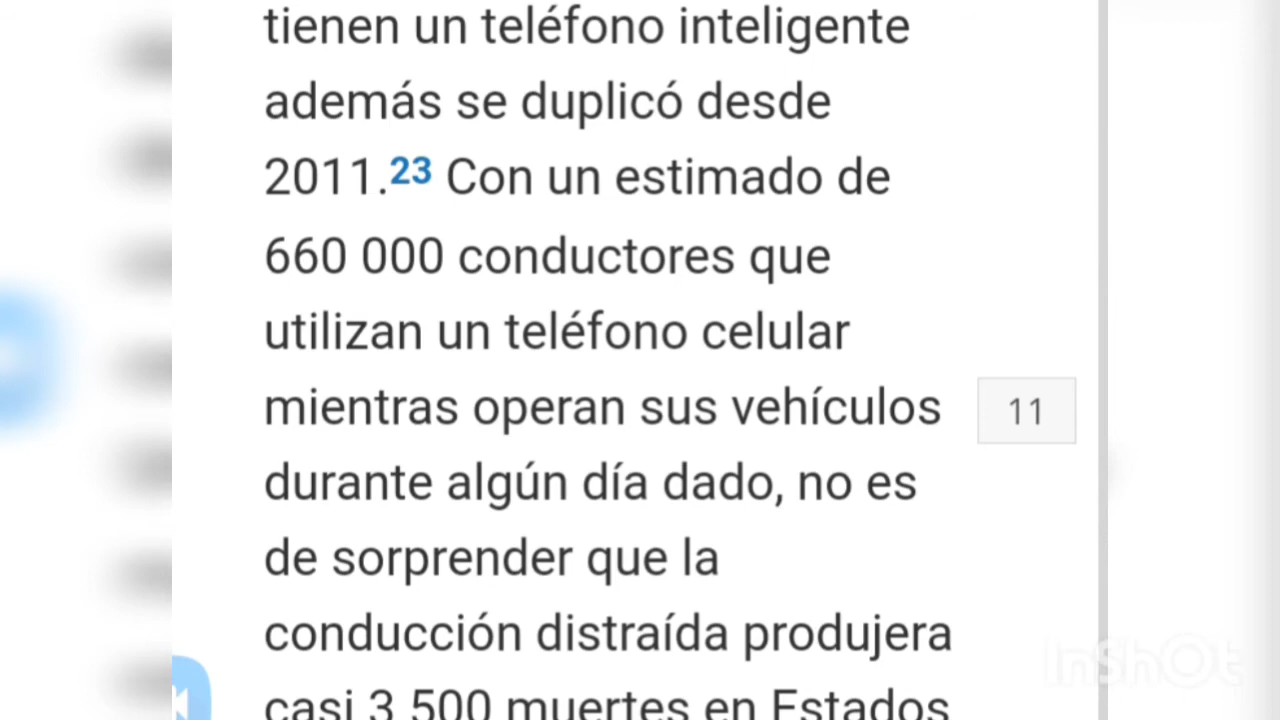 tienen un teléfono inteligente
además se duplicó desde
2011.23 Con un estimado de
660 000 conductores que
utilizan un teléfono celular
mientras operan sus vehículos
11
durante algún día dado, no es
de sorprender que la
conducción distraída produjera
casi 3 500 muertes en Estados
InShOt